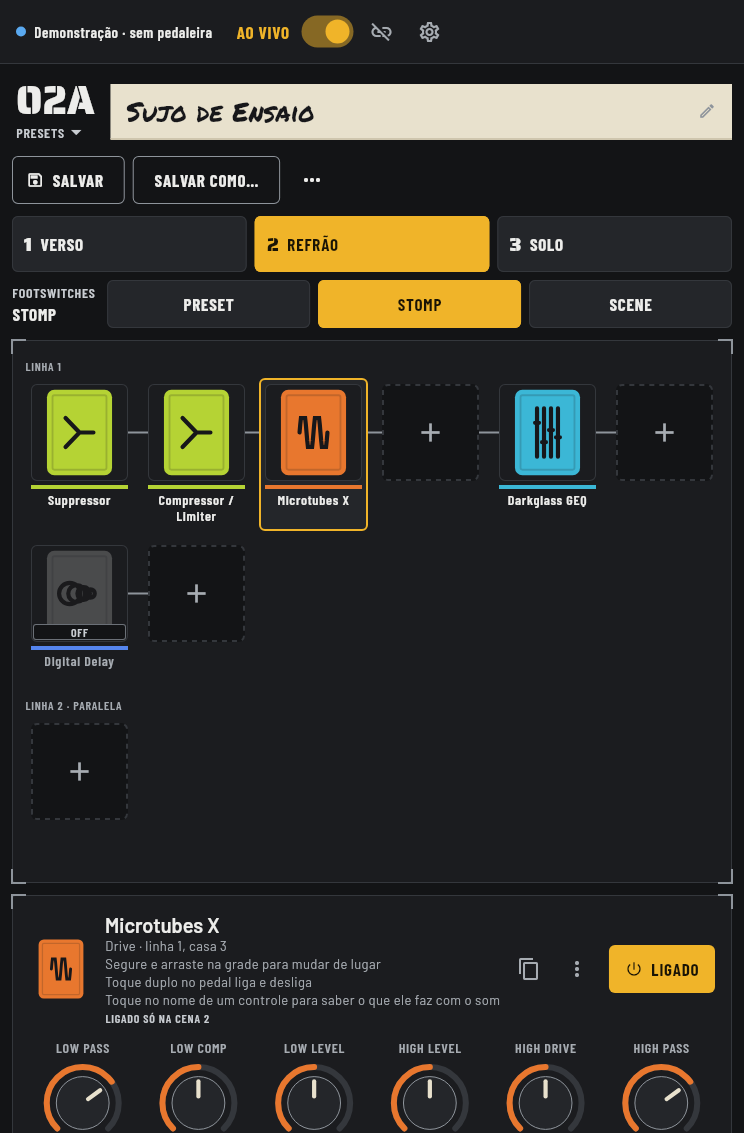 Demonstração · sem pedaleira
AO VIVO
02A
PRESETS
SUJO DE ENSAIO
SALVAR
SALVAR COMO...
1 VERSO
2 REFRÃO
3 SOLO
FOOTSWITCHES
STOMP
PRESET
STOMP
SCENE
LINHA 1
Suppressor
Compressor /
Limiter
Microtubes X
Darkglass GEQ
OFF
Digital Delay
LINHA 2 · PARALELA
Microtubes X
Drive · linha 1, casa 3
Segure e arraste na grade para mudar de lugar
Toque duplo no pedal liga e desliga
Toque no nome de um controle para saber o que ele faz com o som
LIGADO SÓ NA CENA 2
LIGADO
LOW PASS
LOW COMP
LOW LEVEL
HIGH LEVEL
HIGH DRIVE
HIGH PASS